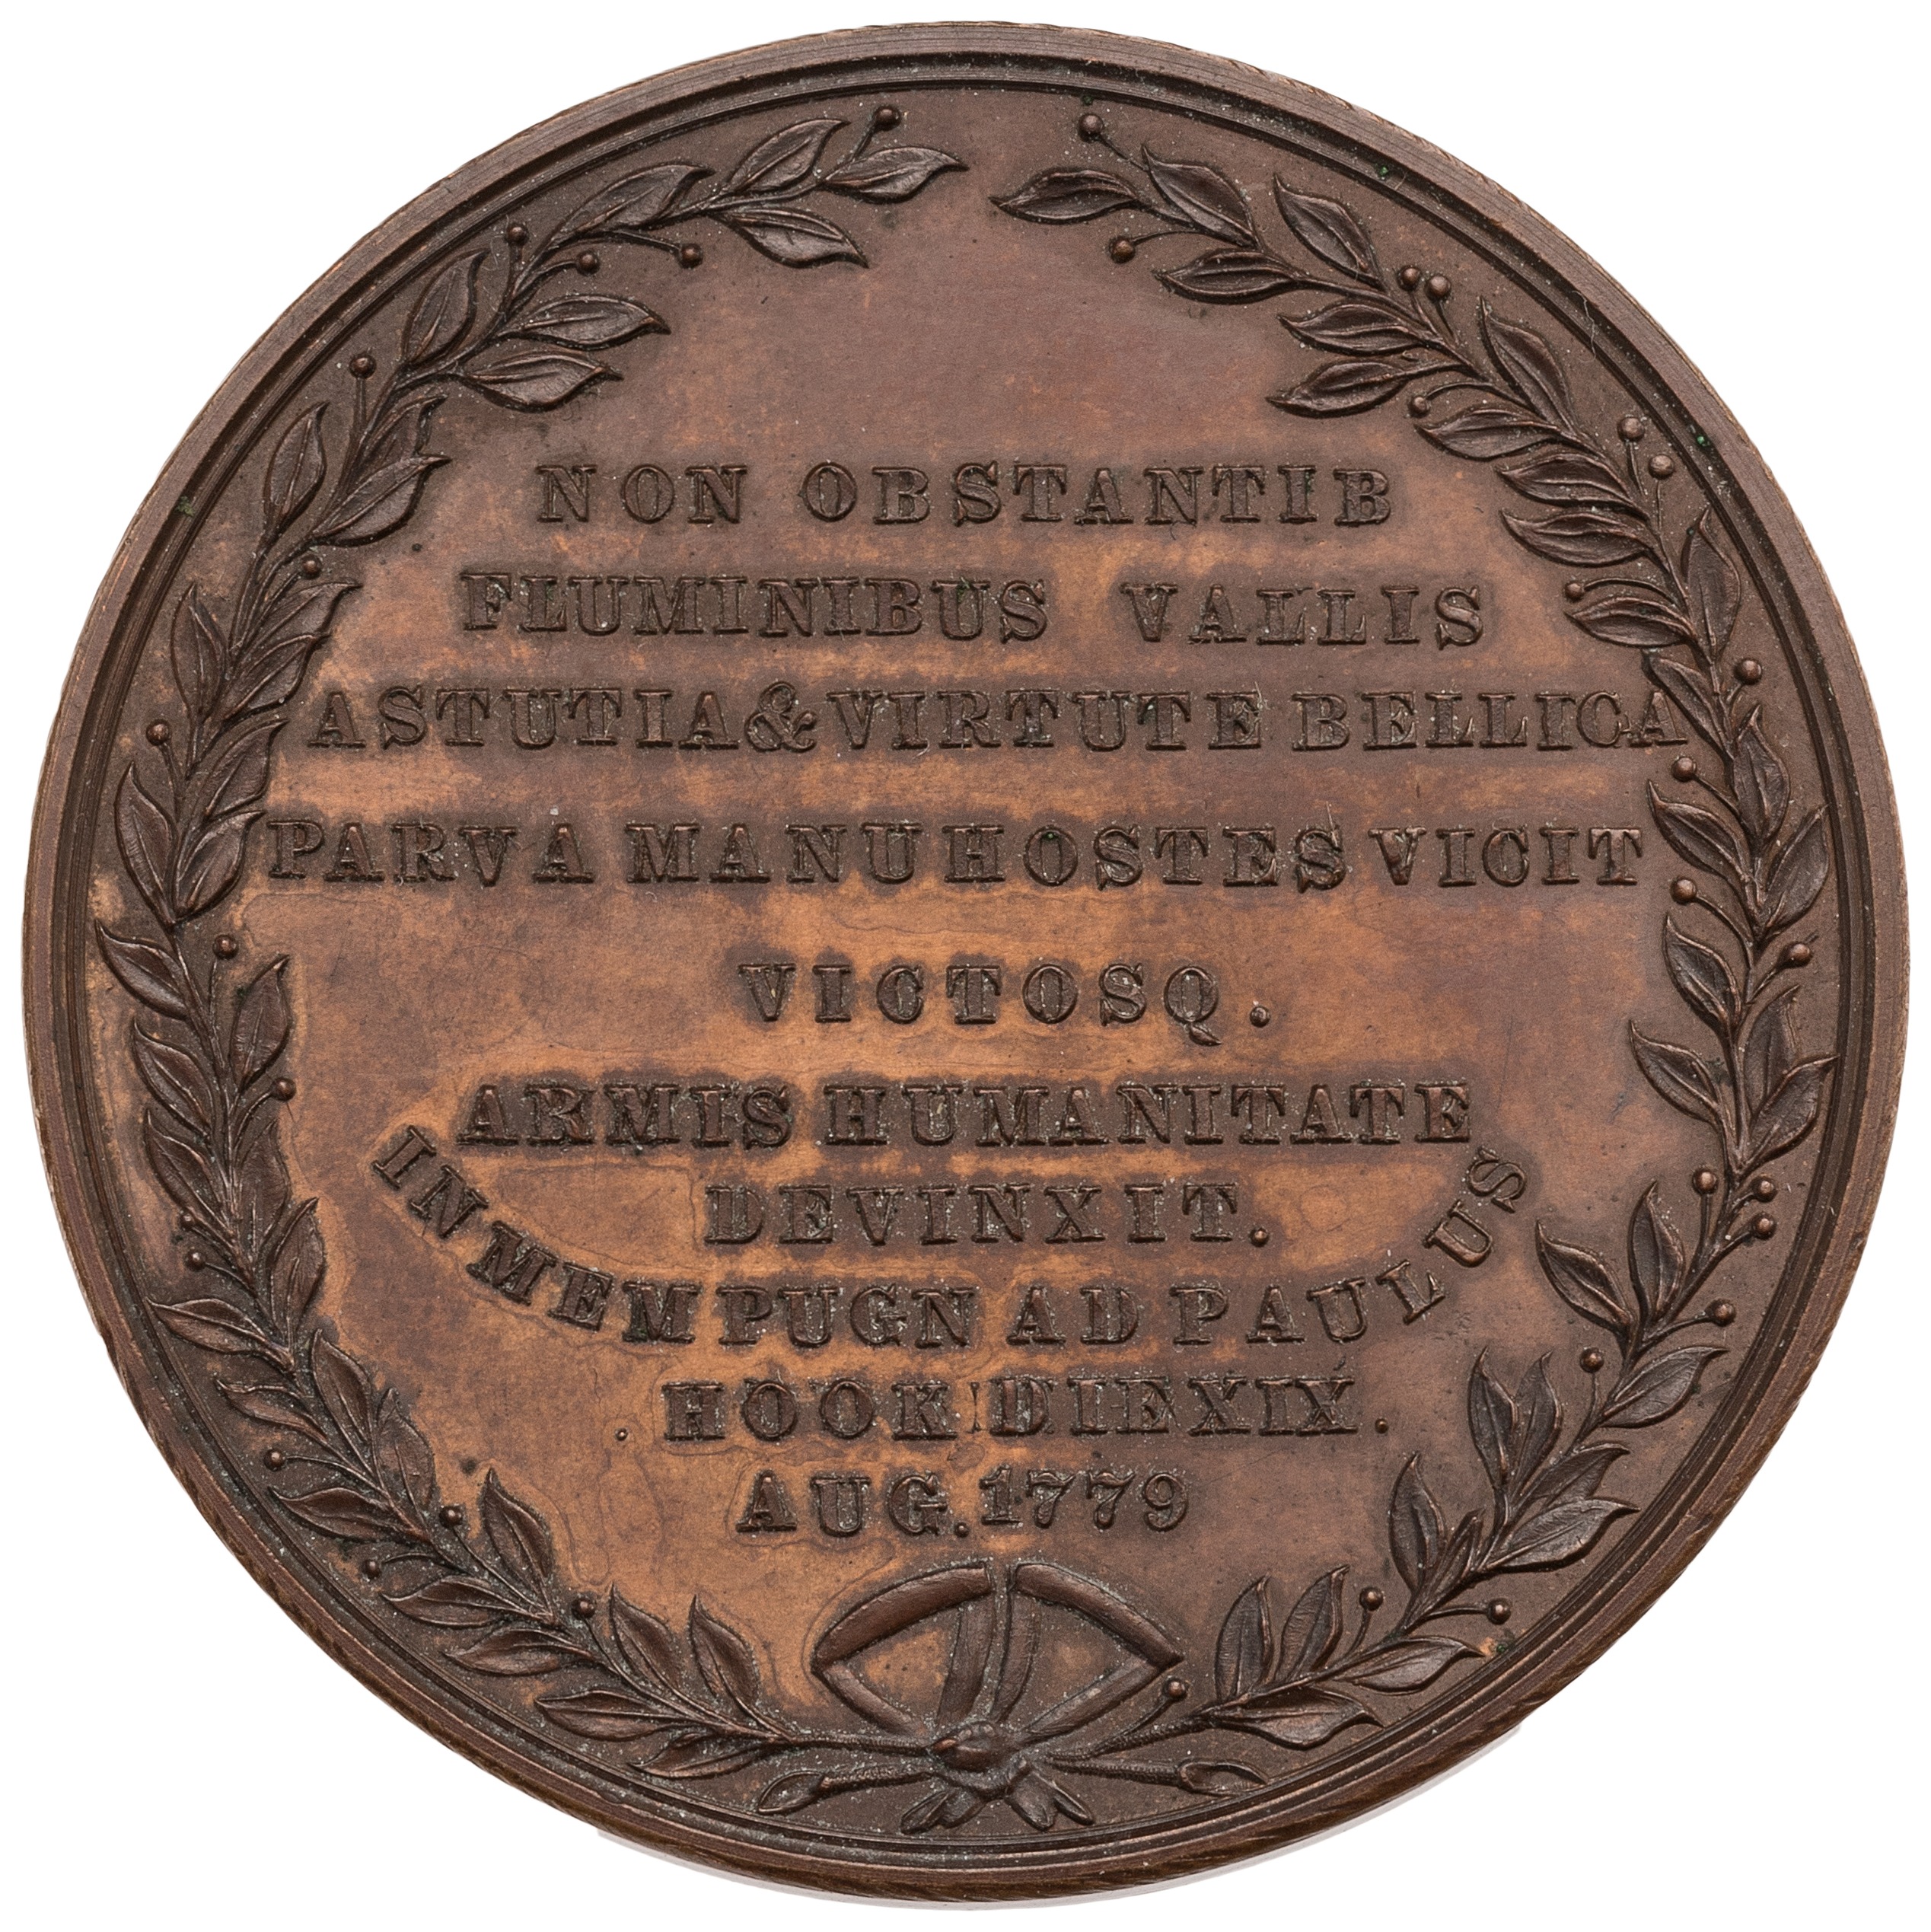 NON OBSTANTIB
FLUMINIBUS VALLIS
ASTUTIA & VIRTUTE BELLICA
PARVA MANU HOSTES VICIT
VICTOSQ.
ARMIS HUMANITATE
DEVINXIT.
IN MEM PUGN AD PAULUS
. HOOK DIE XIX.
AUG. 1779